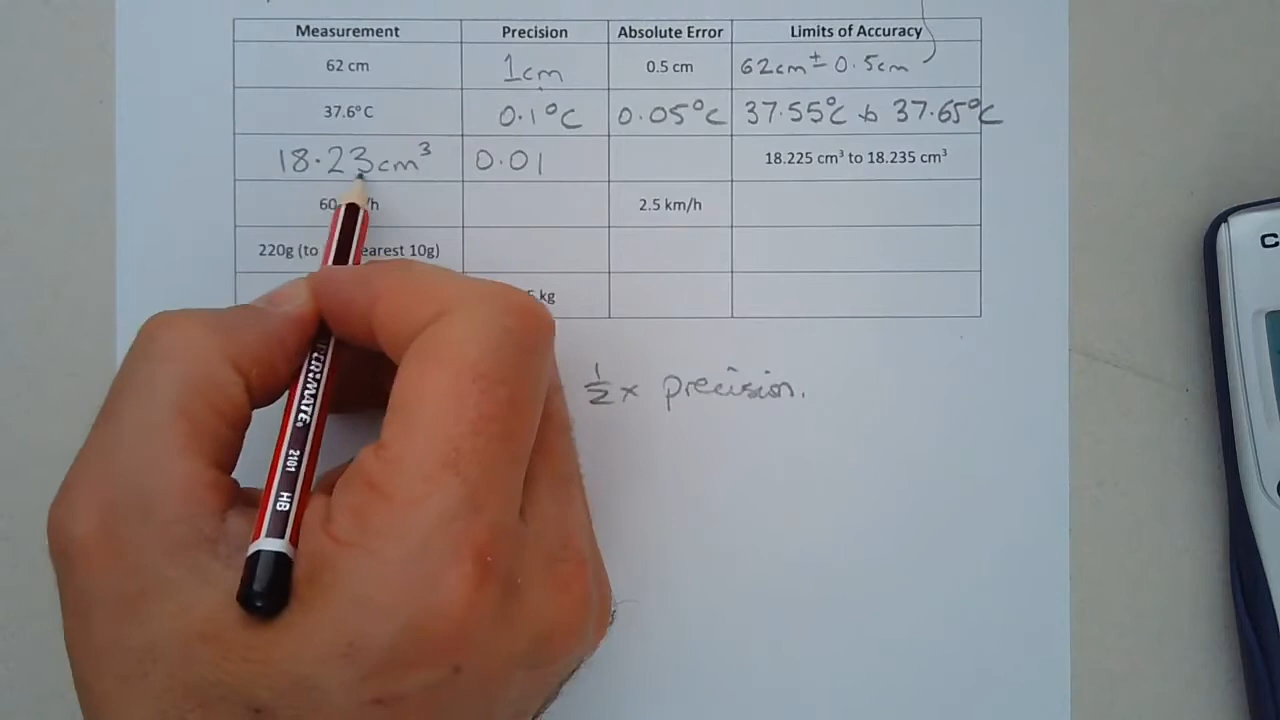 Measurement Precision Absolute Error Limits of Accuracy
62 cm 1cm 0.5 cm 62cm ± 0.5cm
37.6°C 0.1°C 0.05°C 37.55°C to 37.65°C
18.23cm³ 0.01 18.225 cm³ to 18.235 cm³
60 /h 2.5 km/h
220g (to earest 10g)
kg
½ x precision.
2101 HB
C